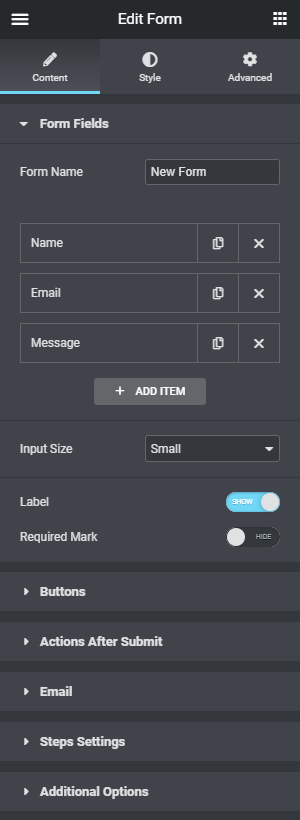 Edit Form
Content Style Advanced
Form Fields
Form Name New Form
Name
Email
Message
+ ADD ITEM
Input Size Small
Label SHOW
Required Mark HIDE
Buttons
Actions After Submit
Email
Steps Settings
Additional Options